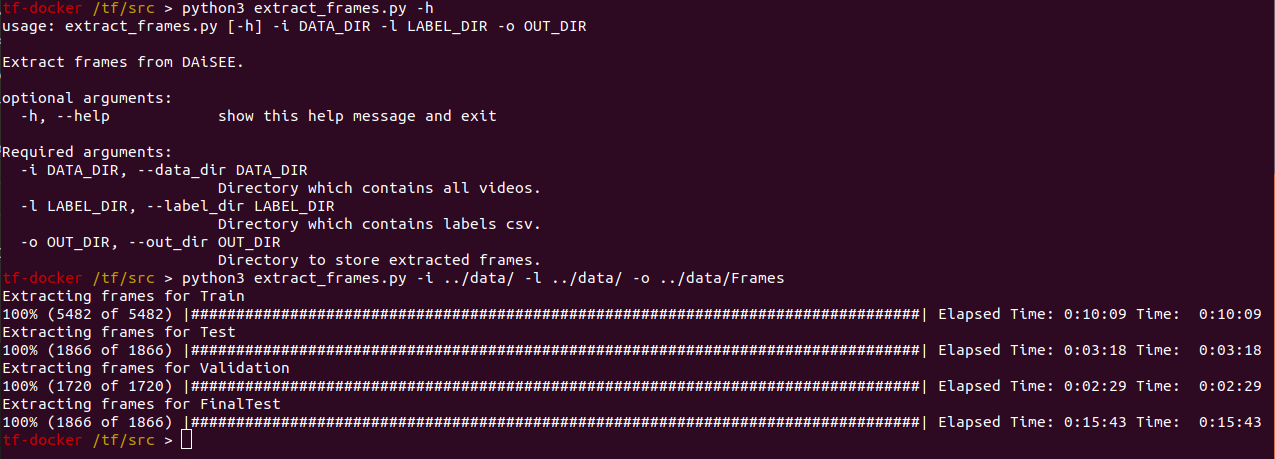 tf-docker /tf/src > python3 extract_frames.py -h
usage: extract_frames.py [-h] -i DATA_DIR -l LABEL_DIR -o OUT_DIR
Extract frames from DAiSEE.
optional arguments:
-h, --help show this help message and exit
Required arguments:
-i DATA_DIR, --data_dir DATA_DIR
Directory which contains all videos.
-l LABEL_DIR, --label_dir LABEL_DIR
Directory which contains labels csv.
-o OUT_DIR, --out_dir OUT_DIR
Directory to store extracted frames.
tf-docker /tf/src > python3 extract_frames.py -i ../data/ -l ../data/ -o ../data/Frames
Extracting frames for Train
100% (5482 of 5482) |#################################################################################| Elapsed Time: 0:10:09 Time:  0:10:09
Extracting frames for Test
100% (1866 of 1866) |#################################################################################| Elapsed Time: 0:03:18 Time:  0:03:18
Extracting frames for Validation
100% (1720 of 1720) |#################################################################################| Elapsed Time: 0:02:29 Time:  0:02:29
Extracting frames for FinalTest
100% (1866 of 1866) |#################################################################################| Elapsed Time: 0:15:43 Time:  0:15:43
tf-docker /tf/src >